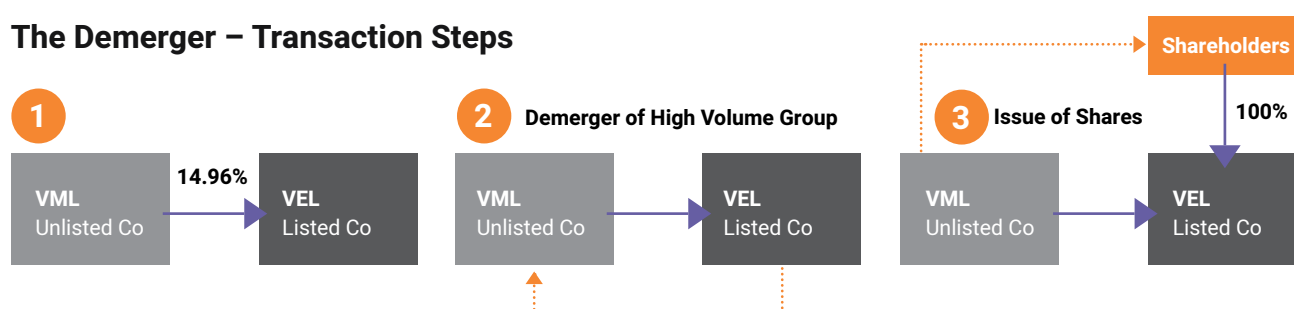 The Demerger – Transaction Steps
Shareholders
1
2
Demerger of High Volume Group
3
Issue of Shares
100%
VML
Unlisted Co
14.96%
VEL
Listed Co
VML
Unlisted Co
VEL
Listed Co
VML
Unlisted Co
VEL
Listed Co